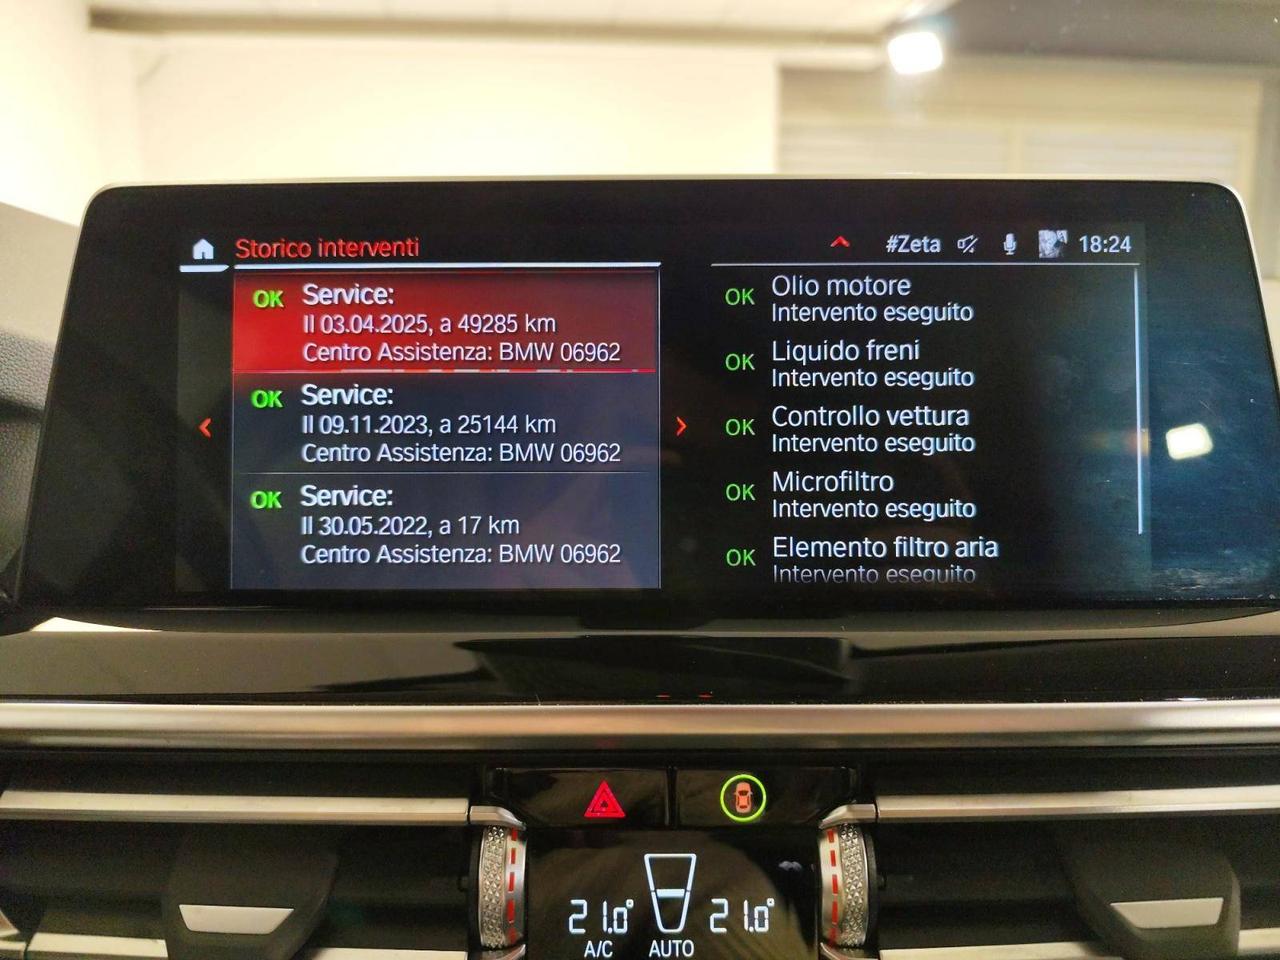 Storico interventi
#Zeta
18:24
OK Service:
Il 03.04.2025, a 49285 km
Centro Assistenza: BMW 06962
OK Service:
Il 09.11.2023, a 25144 km
Centro Assistenza: BMW 06962
OK Service:
Il 30.05.2022, a 17 km
Centro Assistenza: BMW 06962
OK Olio motore
Intervento eseguito
OK Liquido freni
Intervento eseguito
OK Controllo vettura
Intervento eseguito
OK Microfiltro
Intervento eseguito
OK Elemento filtro aria
Intervento eseguito
21.0° 21.0°
A/C AUTO